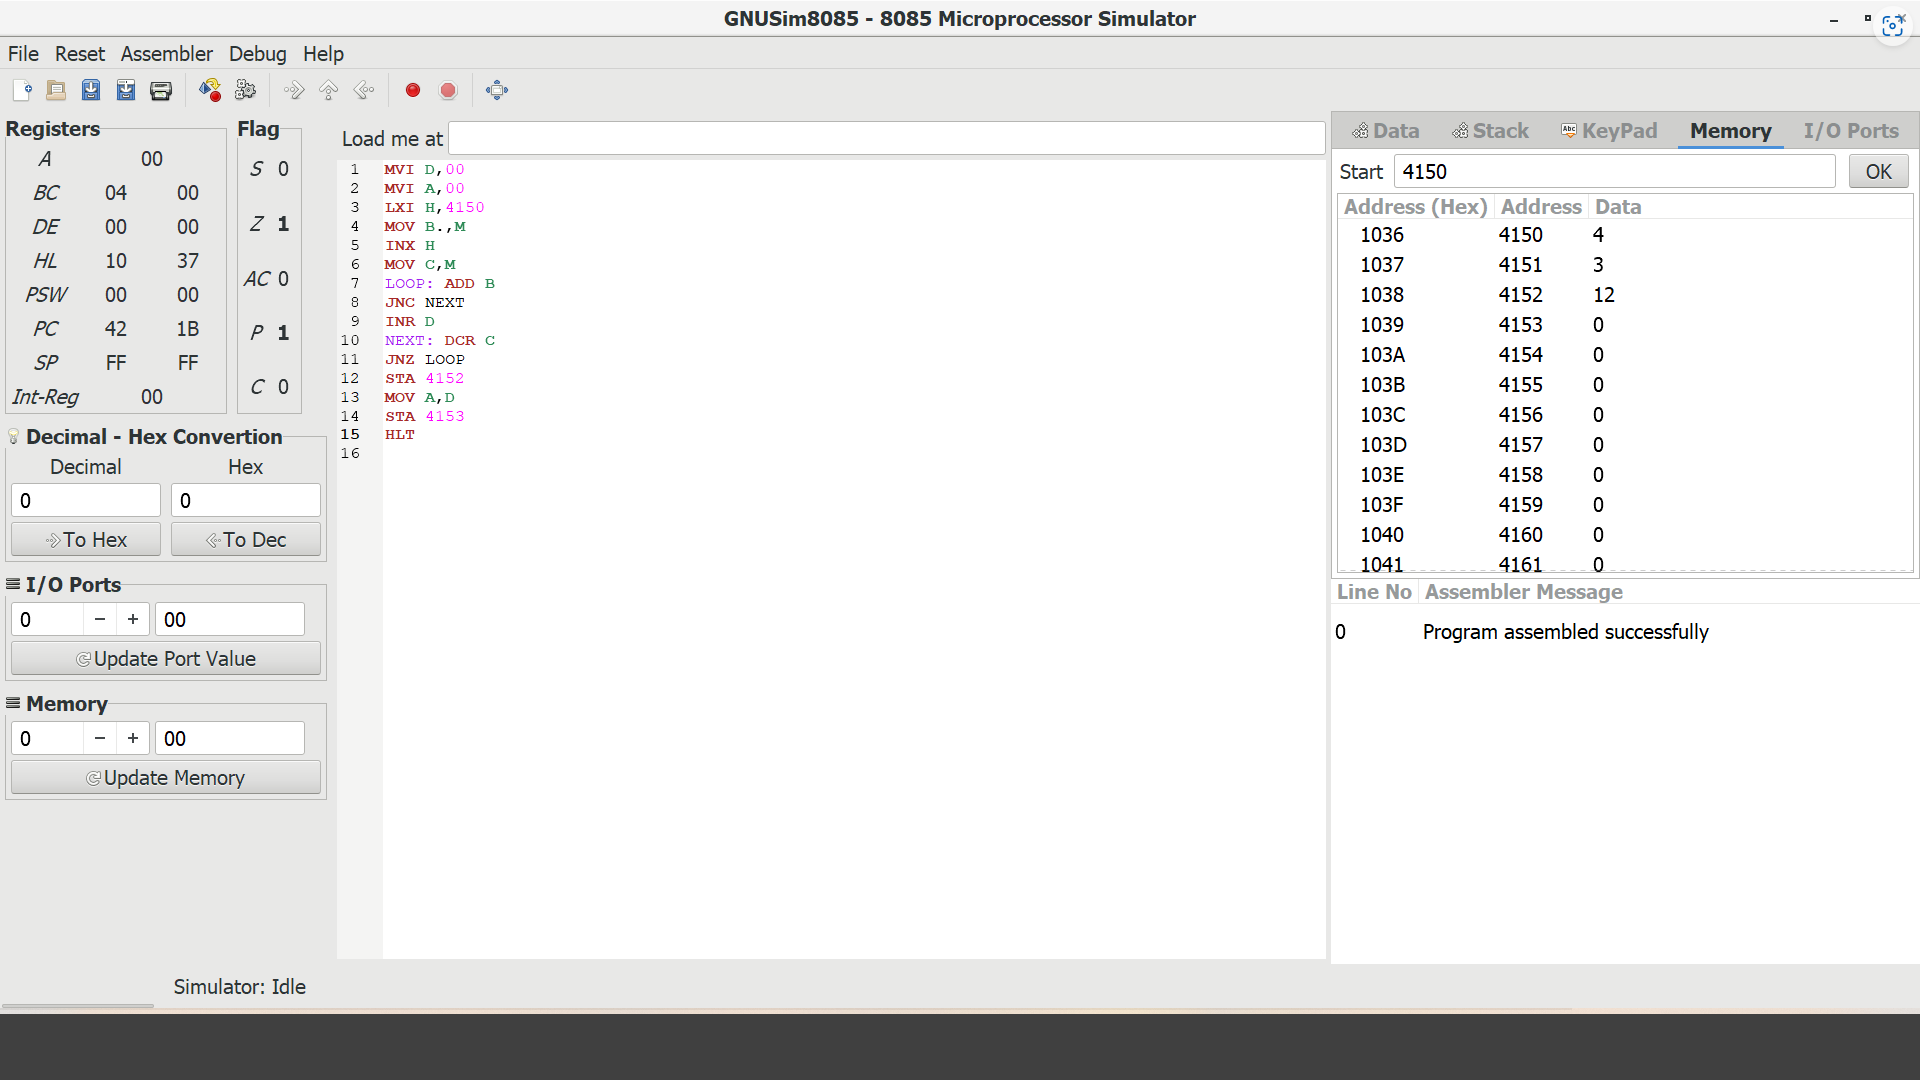 GNUSim8085 - 8085 Microprocessor Simulator
File Reset Assembler Debug Help
Registers
A 00
BC 04 00
DE 00 00
HL 10 37
PSW 00 00
PC 42 1B
SP FF FF
Int-Reg 00
Flag
S 0
Z 1
AC 0
P 1
C 0
Decimal - Hex Convertion
Decimal Hex
0 0
To Hex To Dec
I/O Ports
0 − + 00
Update Port Value
Memory
0 − + 00
Update Memory
Load me at
1 MVI D,00
2 MVI A,00
3 LXI H,4150
4 MOV B.,M
5 INX H
6 MOV C,M
7 LOOP: ADD B
8 JNC NEXT
9 INR D
10 NEXT: DCR C
11 JNZ LOOP
12 STA 4152
13 MOV A,D
14 STA 4153
15 HLT
16
Data Stack Abc KeyPad Memory I/O Ports
Start 4150 OK
Address (Hex) Address Data
1036 4150 4
1037 4151 3
1038 4152 12
1039 4153 0
103A 4154 0
103B 4155 0
103C 4156 0
103D 4157 0
103E 4158 0
103F 4159 0
1040 4160 0
1041 4161 0
Line No Assembler Message
0 Program assembled successfully
Simulator: Idle